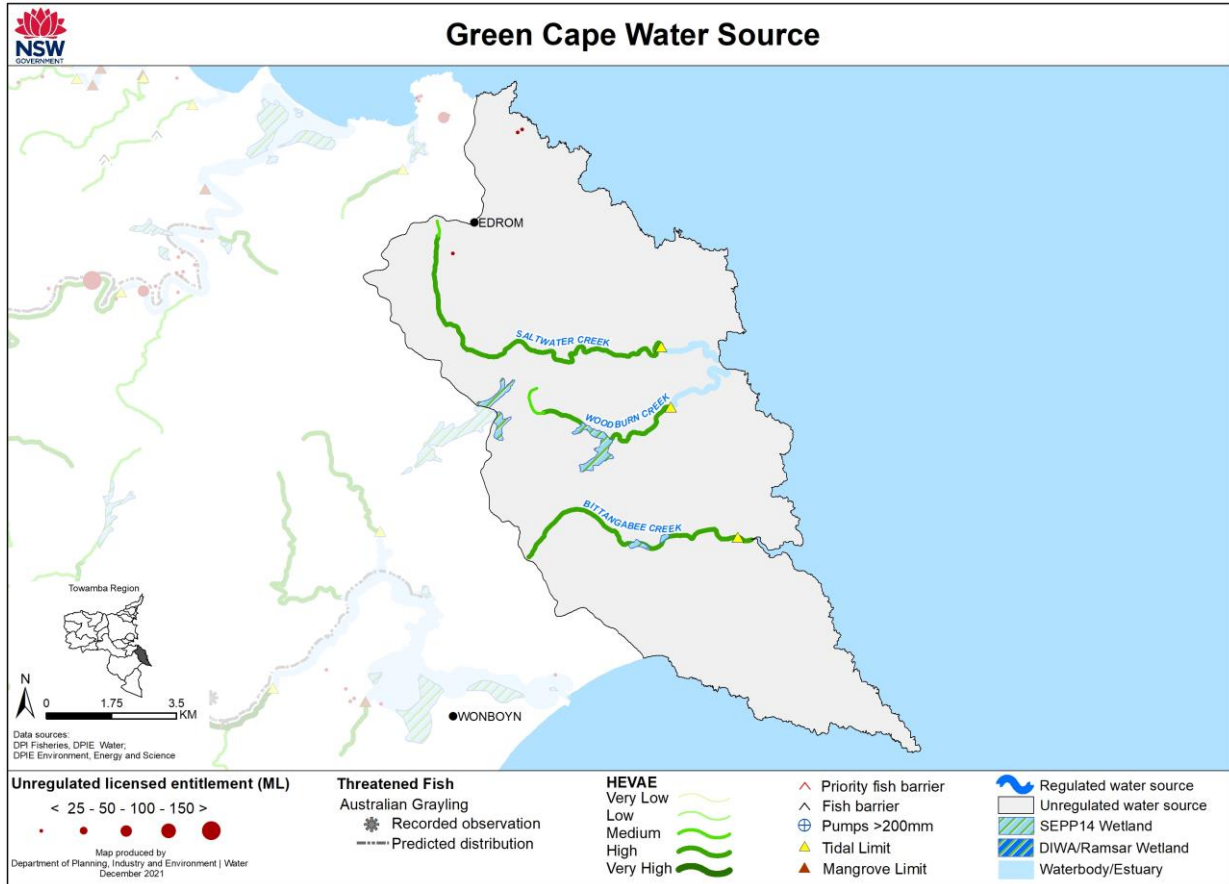 NSW
GOVERNMENT
Green Cape Water Source
EDROM
SALTWATER CREEK
WOODBURN CREEK
BITTANGABEE CREEK
Towamba Region
N
0 1.75 3.5
KM
WONBOYN
Data sources:
DPI Fisheries, DPIE Water;
DPIE Environment, Energy and Science
Unregulated licensed entitlement (ML)
< 25 - 50 - 100 - 150 >
Map produced by
Department of Planning, Industry and Environment | Water
December 2021
Threatened Fish
Australian Grayling
Recorded observation
Predicted distribution
HEVAE
Very Low
Low
Medium
High
Very High
Priority fish barrier
Fish barrier
Pumps >200mm
Tidal Limit
Mangrove Limit
Regulated water source
Unregulated water source
SEPP14 Wetland
DIWA/Ramsar Wetland
Waterbody/Estuary